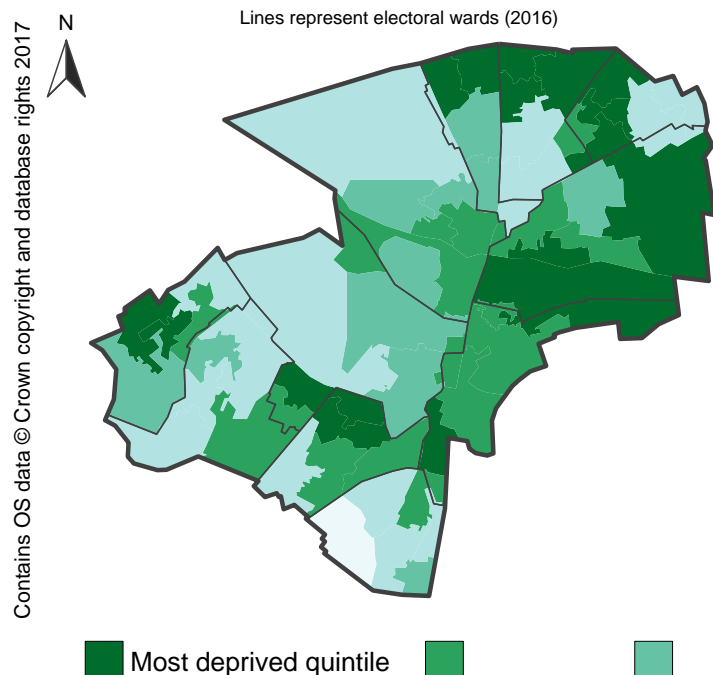 Lines represent electoral wards (2016)
N
Contains OS data © Crown copyright and database rights 2017
Most deprived quintile